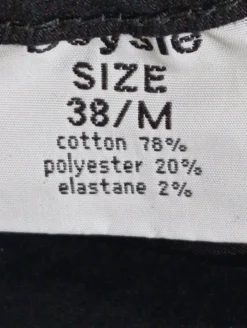 SIZE
38/M
cotton 78%
polyester 20%
elastane 2%